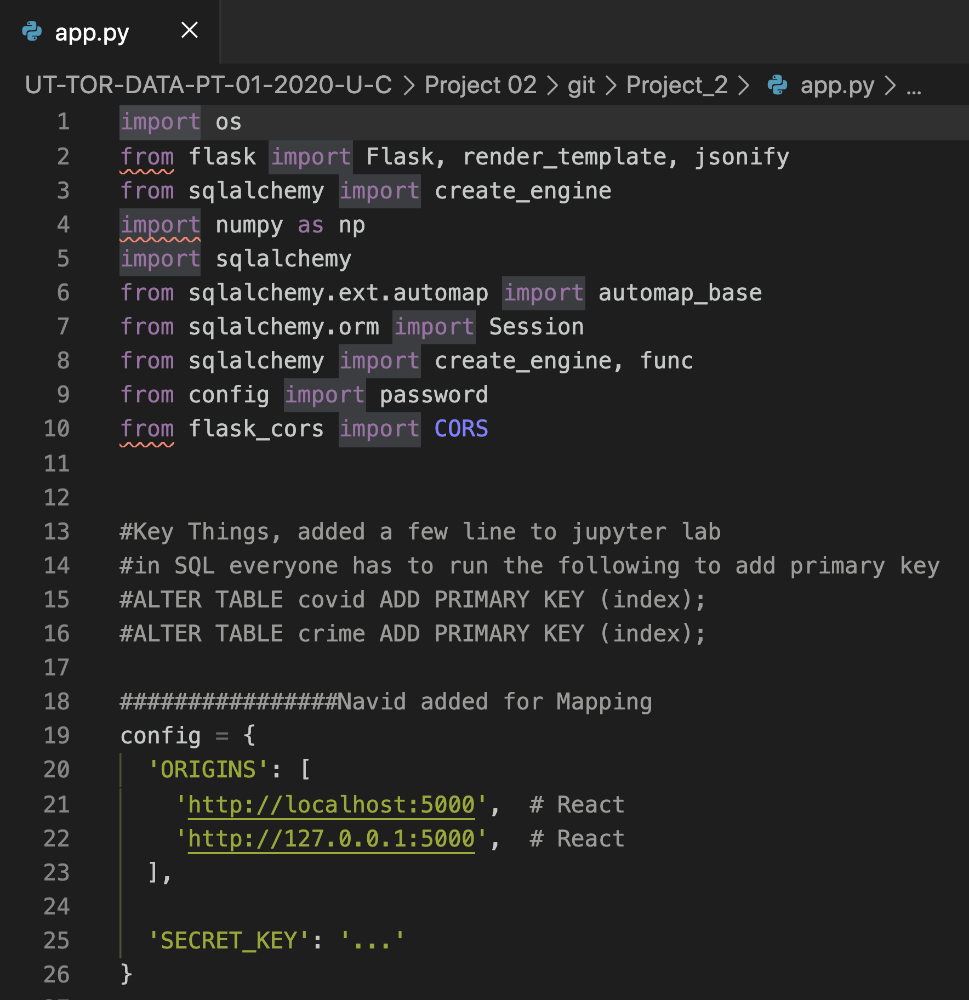 app.py
UT-TOR-DATA-PT-01-2020-U-C > Project 02 > git > Project_2 > app.py > ...
1 import os
2 from flask import Flask, render_template, jsonify
3 from sqlalchemy import create_engine
4 import numpy as np
5 import sqlalchemy
6 from sqlalchemy.ext.automap import automap_base
7 from sqlalchemy.orm import Session
8 from sqlalchemy import create_engine, func
9 from config import password
10 from flask_cors import CORS
11
12
13 #Key Things, added a few line to jupyter lab
14 #in SQL everyone has to run the following to add primary key
15 #ALTER TABLE covid ADD PRIMARY KEY (index);
16 #ALTER TABLE crime ADD PRIMARY KEY (index);
17
18 ################Navid added for Mapping
19 config = {
20 'ORIGINS': [
21 'http://localhost:5000', # React
22 'http://127.0.0.1:5000', # React
23 ],
24
25 'SECRET_KEY': '...'
26 }